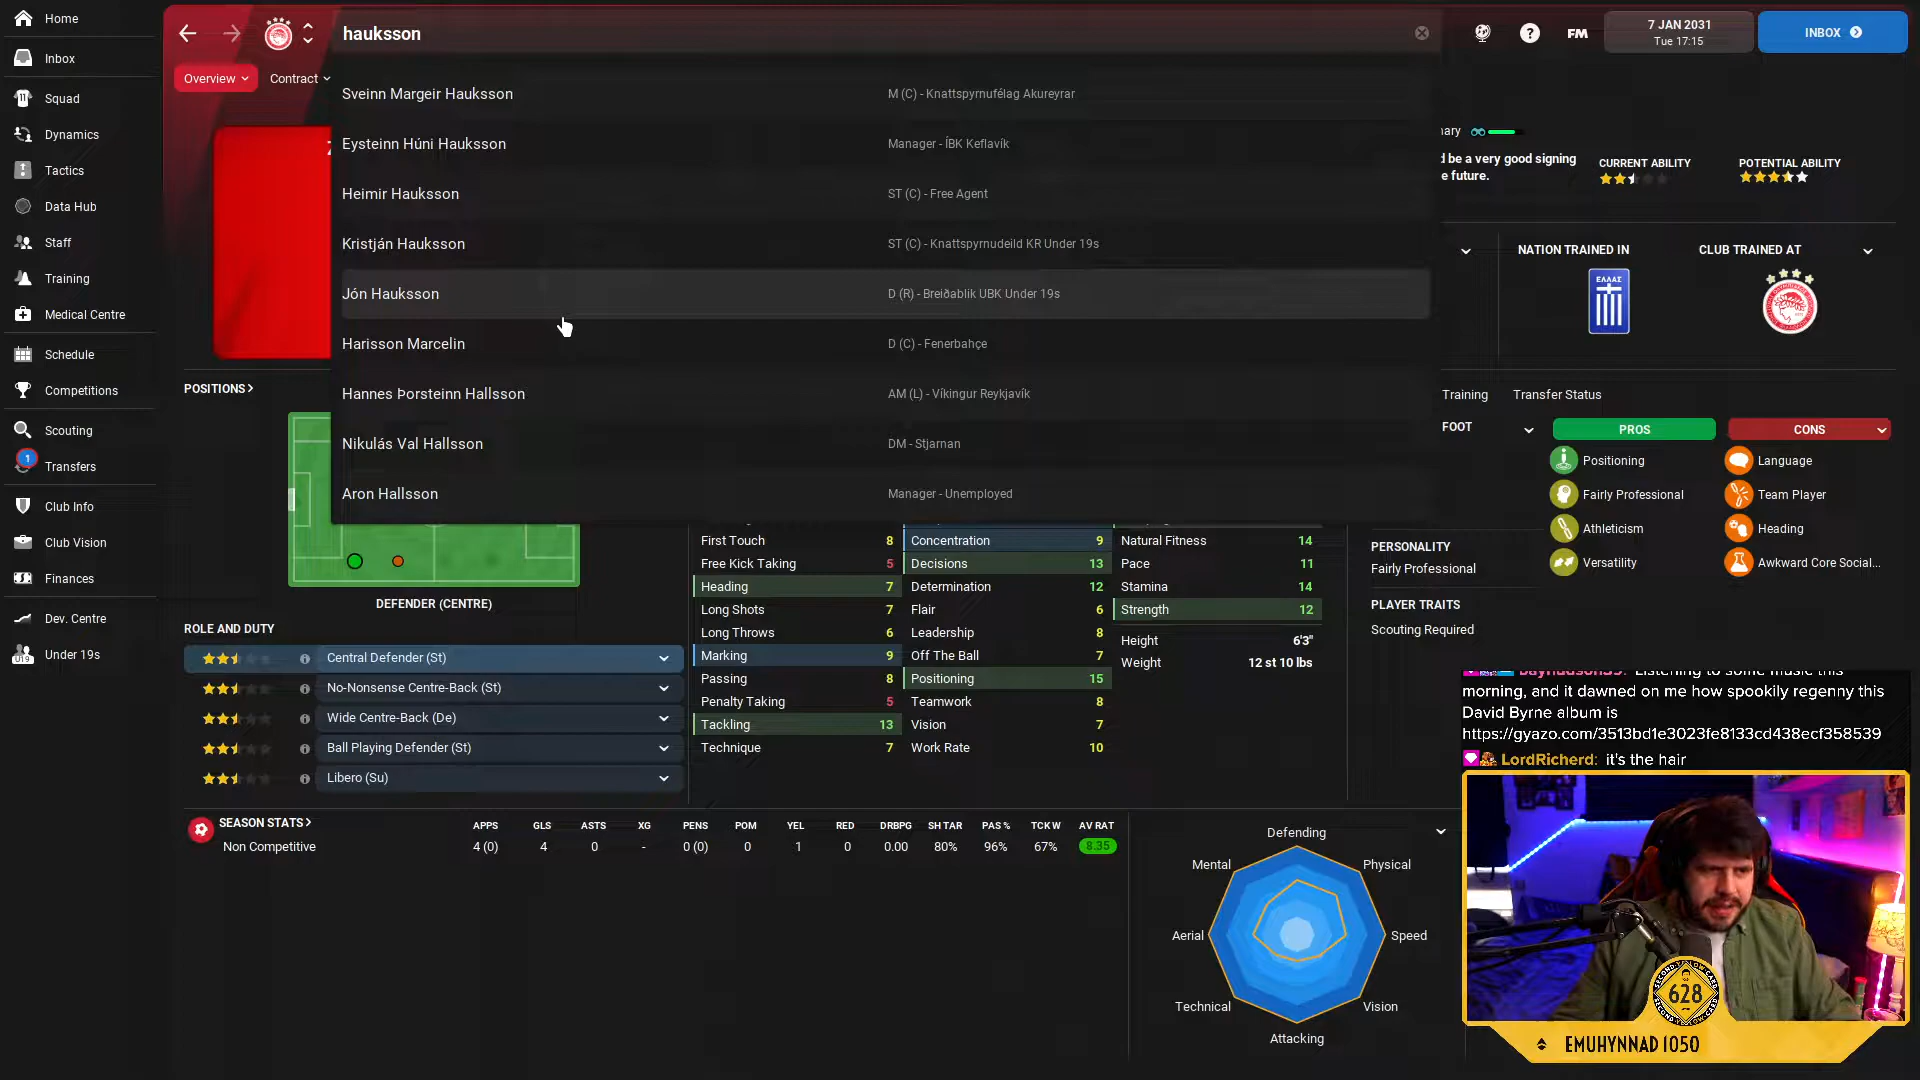 Home
Inbox
Squad
Dynamics
Tactics
Data Hub
Staff
Training
Medical Centre
Schedule
Competitions
Scouting
1
Transfers
Club Info
Club Vision
Finances
Dev. Centre
U19
Under 19s
hauksson
?
FM
7 JAN 2031
Tue 17:15
INBOX
Overview
Contract
Sveinn Margeir Hauksson M (C) - Knattspyrnufélag Akureyrar
Eysteinn Húni Hauksson Manager - ÍBK Keflavík
Heimir Hauksson ST (C) - Free Agent
Kristján Hauksson ST (C) - Knattspyrnudeild KR Under 19s
Jón Hauksson D (R) - Breiðablik UBK Under 19s
Harisson Marcelin D (C) - Fenerbahçe
Hannes Þorsteinn Hallsson AM (L) - Víkingur Reykjavík
Nikulás Val Hallsson DM - Stjarnan
Aron Hallsson Manager - Unemployed
be a very good signing
future.
CURRENT ABILITY
POTENTIAL ABILITY
NATION TRAINED IN
CLUB TRAINED AT
ΕΛΛΑΣ
Training
Transfer Status
FOOT
PROS
CONS
Positioning
Fairly Professional
Athleticism
Versatility
Language
Team Player
Heading
Awkward Core Social...
PERSONALITY
Fairly Professional
PLAYER TRAITS
Scouting Required
POSITIONS
DEFENDER (CENTRE)
ROLE AND DUTY
Central Defender (St)
No-Nonsense Centre-Back (St)
Wide Centre-Back (De)
Ball Playing Defender (St)
Libero (Su)
First Touch 8
Free Kick Taking 5
Heading 7
Long Shots 7
Long Throws 6
Marking 9
Passing 8
Penalty Taking 5
Tackling 13
Technique 7
Concentration 9
Decisions 13
Determination 12
Flair 6
Leadership 8
Off The Ball 7
Positioning 15
Teamwork 8
Vision 7
Work Rate 10
Natural Fitness 14
Pace 11
Stamina 14
Strength 12
Height 6'3"
Weight 12 st 10 lbs
SEASON STATS
APPS GLS ASTS XG PENS POM YEL RED DRBPG SH TAR PAS % TCK W AV RAT
Non Competitive 4 (0) 4 0 - 0 (0) 0 1 0 0.00 80% 96% 67% 8.35
Defending
Physical
Speed
Vision
Attacking
Technical
Aerial
Mental
Listening to some music this
morning, and it dawned on me how spookily regenny this
David Byrne album is
https://gyazo.com/3513bd1e3023fe8133cd438ecf358539
LordRicherd: it's the hair
628
EMUHYNNAD 1050